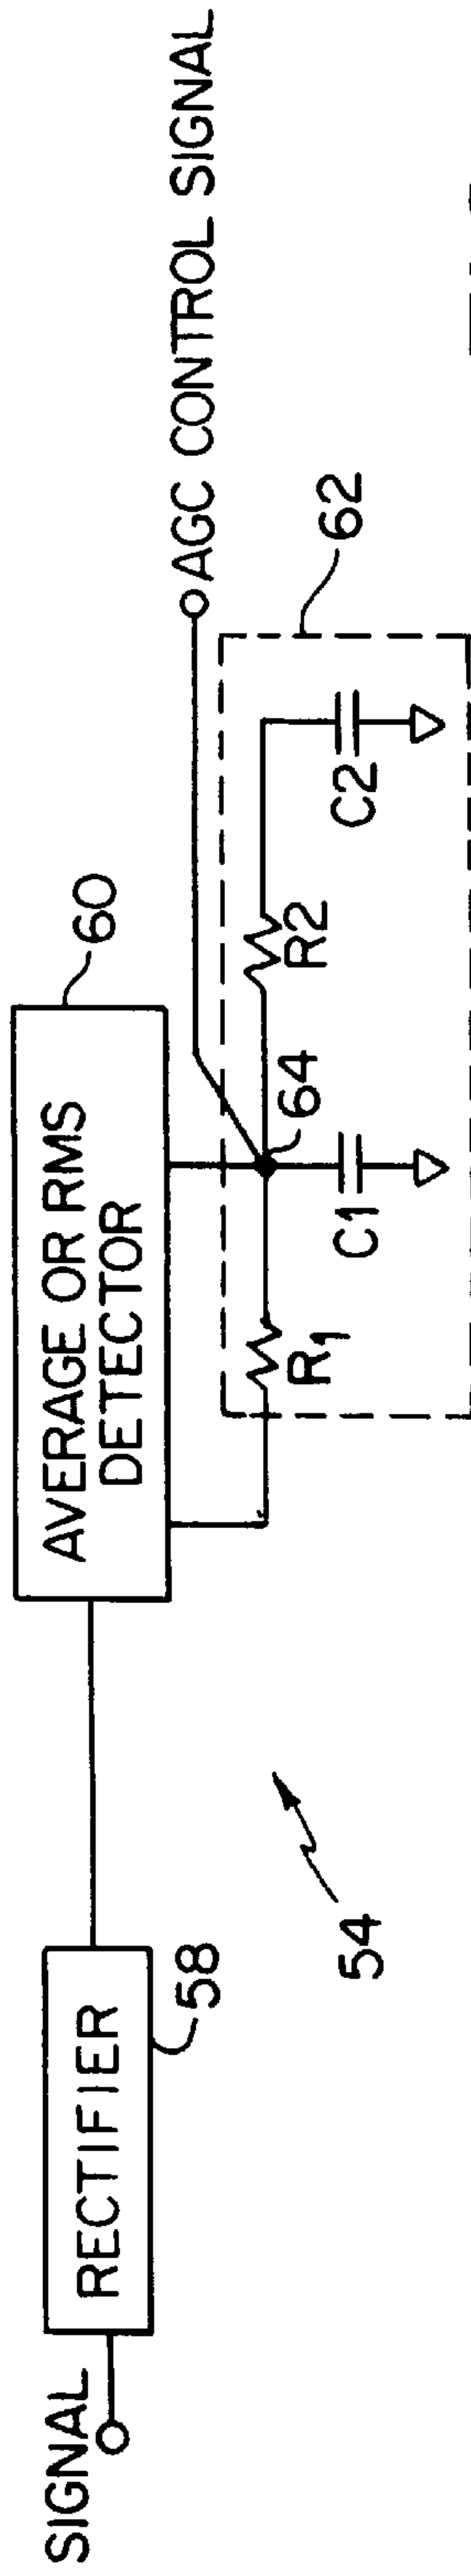 SIGNAL
RECTIFIER
58
54
AVERAGE OR RMS
DETECTOR
60
AGC CONTROL SIGNAL
62
R1
64
R2
C1
C2